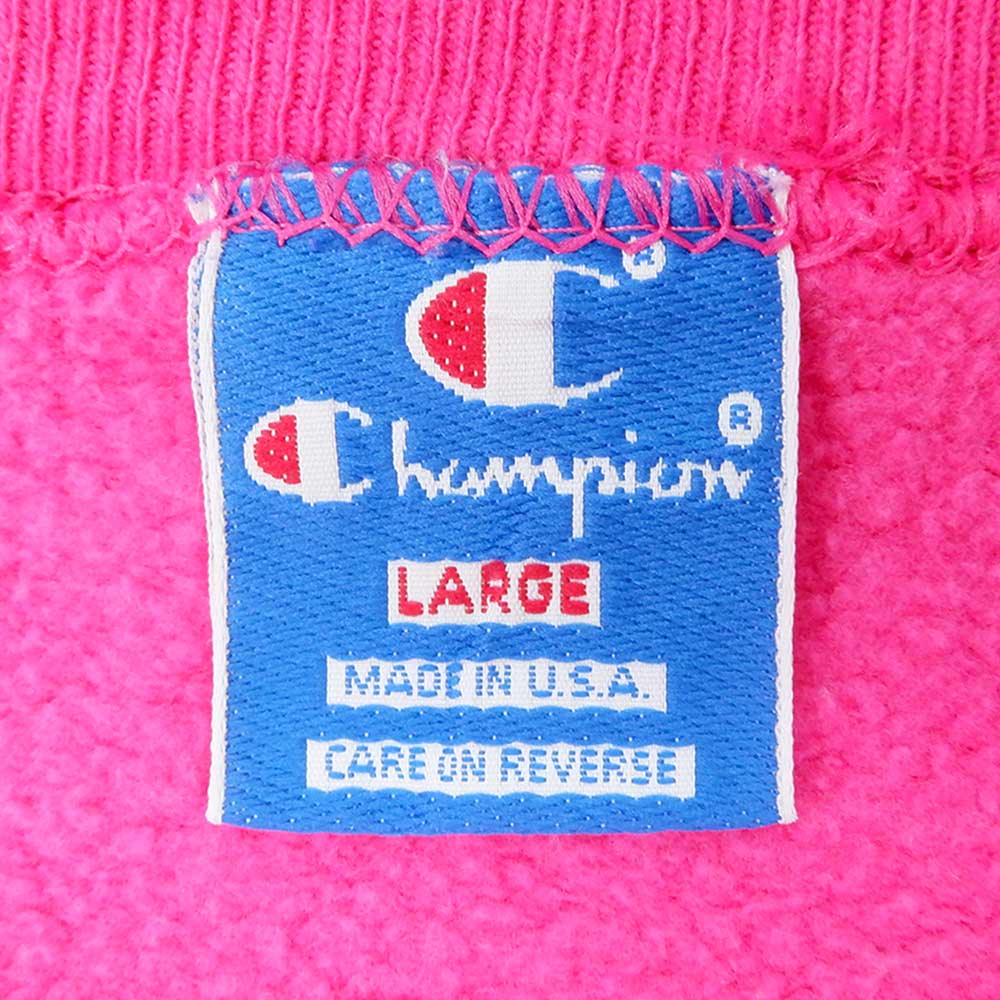 C®
Champion®
LARGE
MADE IN U.S.A.
CARE ON REVERSE